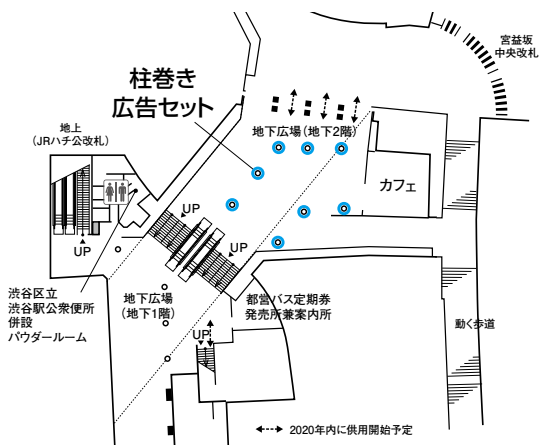 宮益坂
中央改札
柱巻き
広告セット
地上
(JRハチ公改札)
地下広場(地下2階)
カフェ
UP
UP
UP
渋谷区立
渋谷駅公衆便所
併設
パウダールーム
地下広場
(地下1階)
都営バス定期券
発売所兼案内所
UP
動く歩道
2020年内に供用開始予定